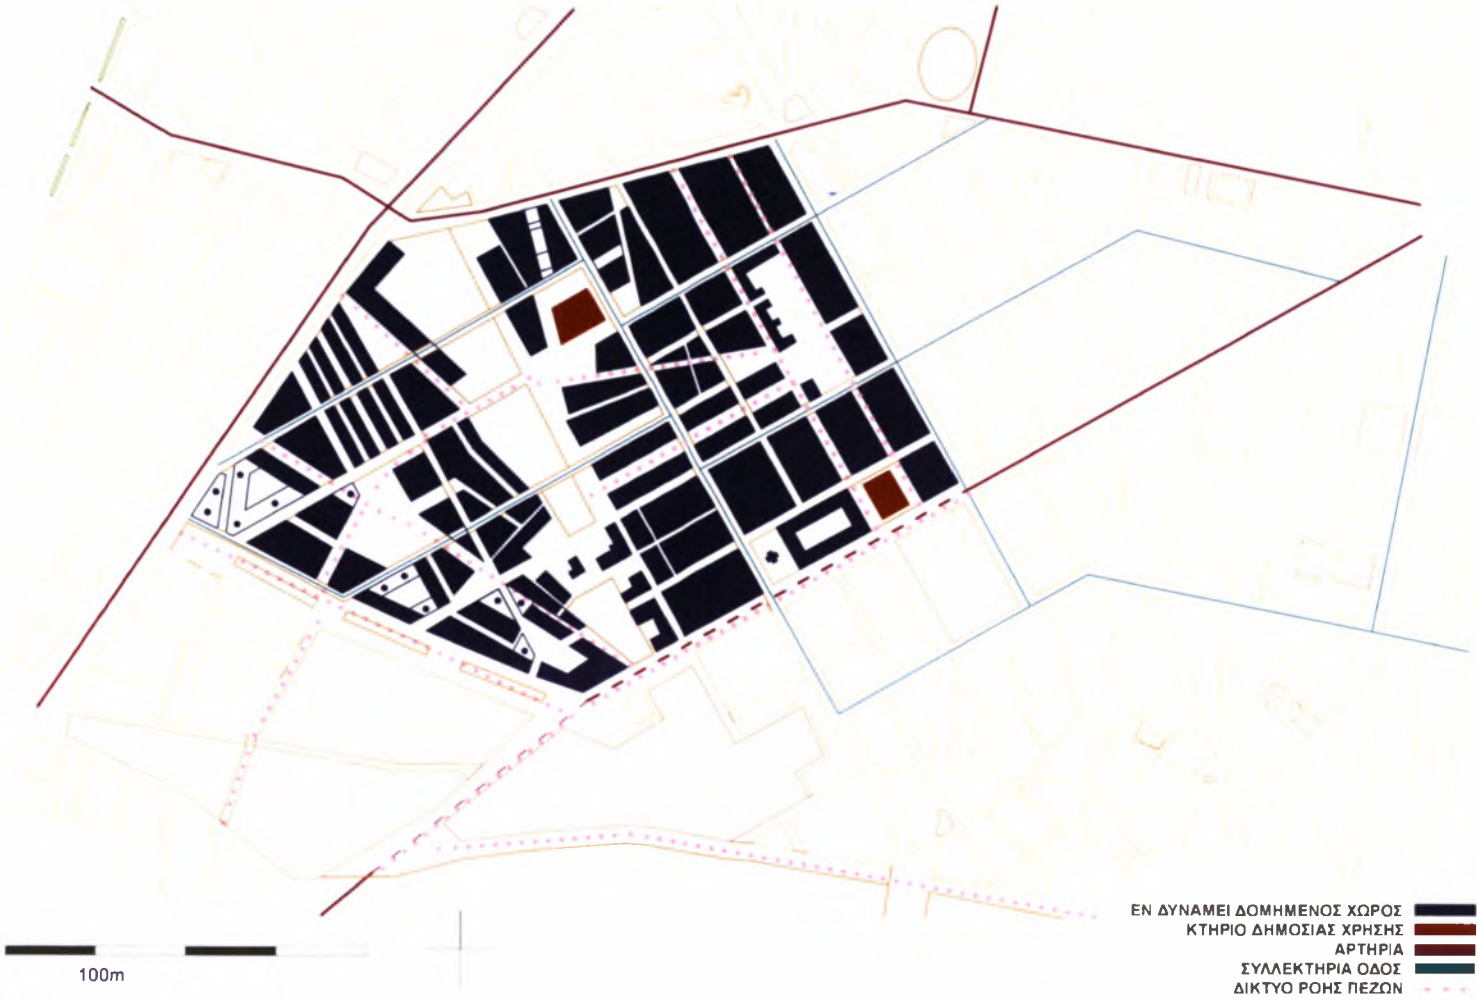 ΕΝ ΔΥΝΑΜΕΙ ΔΟΜΗΜΕΝΟΣ ΧΩΡΟΣ
ΚΤΗΡΙΟ ΔΗΜΟΣΙΑΣ ΧΡΗΣΗΣ
ΑΡΤΗΡΙΑ
ΣΥΛΛΕΚΤΗΡΙΑ ΟΔΟΣ
ΔΙΚΤΥΟ ΡΟΗΣ ΠΕΖΩΝ
100m